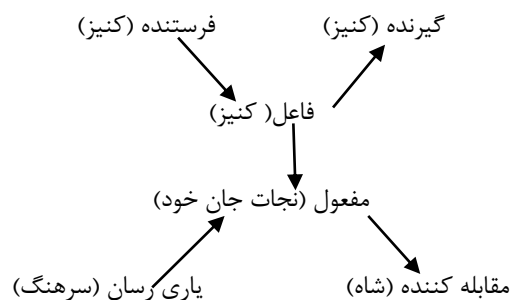 گیرنده (کنیز) فرستنده (کنیز)
فاعل( کنیز)
مفعول (نجات جان خود)
مقابله کننده (شاه) یاری رسان (سرهنگ)